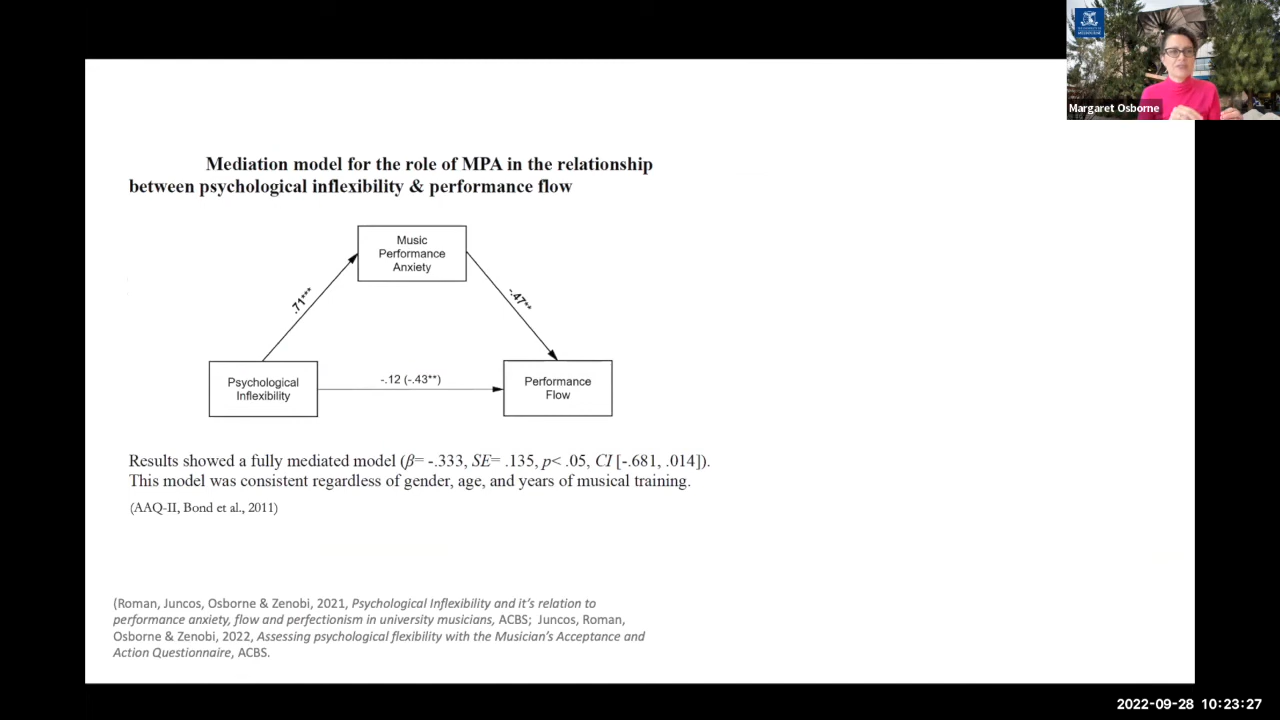 Margaret Osborne
Mediation model for the role of MPA in the relationship
between psychological inflexibility & performance flow
Music
Performance
Anxiety
.71***
-.47**
Psychological
Inflexibility
-.12 (-.43**)
Performance
Flow
Results showed a fully mediated model (β= -.333, SE= .135, p< .05, CI [-.681, .014]).
This model was consistent regardless of gender, age, and years of musical training.
(AAQ-II, Bond et al., 2011)
(Roman, Juncos, Osborne & Zenobi, 2021, Psychological Inflexibility and it’s relation to
performance anxiety, flow and perfectionism in university musicians, ACBS;  Juncos, Roman,
Osborne & Zenobi, 2022, Assessing psychological flexibility with the Musician’s Acceptance and
Action Questionnaire, ACBS.
2022-09-28 10:23:27